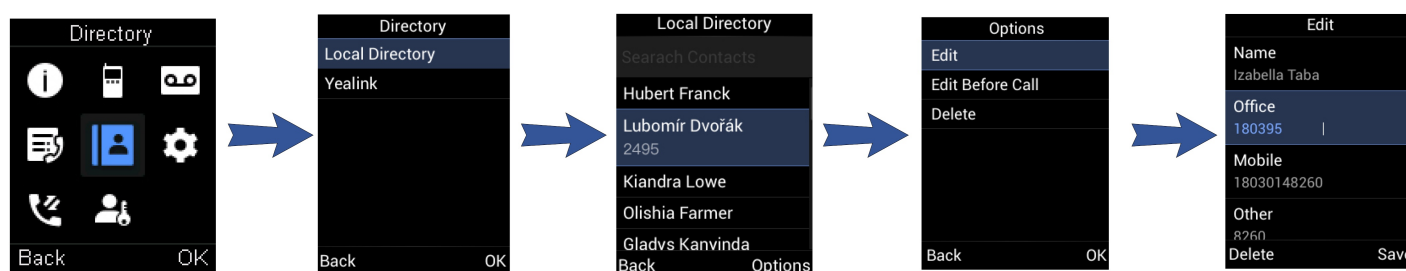 Directory
Back OK
Directory
Local Directory
Yealink
Back OK
Local Directory
Searach Contacts
Hubert Franck
Lubomír Dvořák
2495
Kiandra Lowe
Olishia Farmer
Gladys Kanyinda
Back Options
Options
Edit
Edit Before Call
Delete
Back OK
Edit
Name
Izabella Taba
Office
180395
Mobile
18030148260
Other
8260
Delete Save